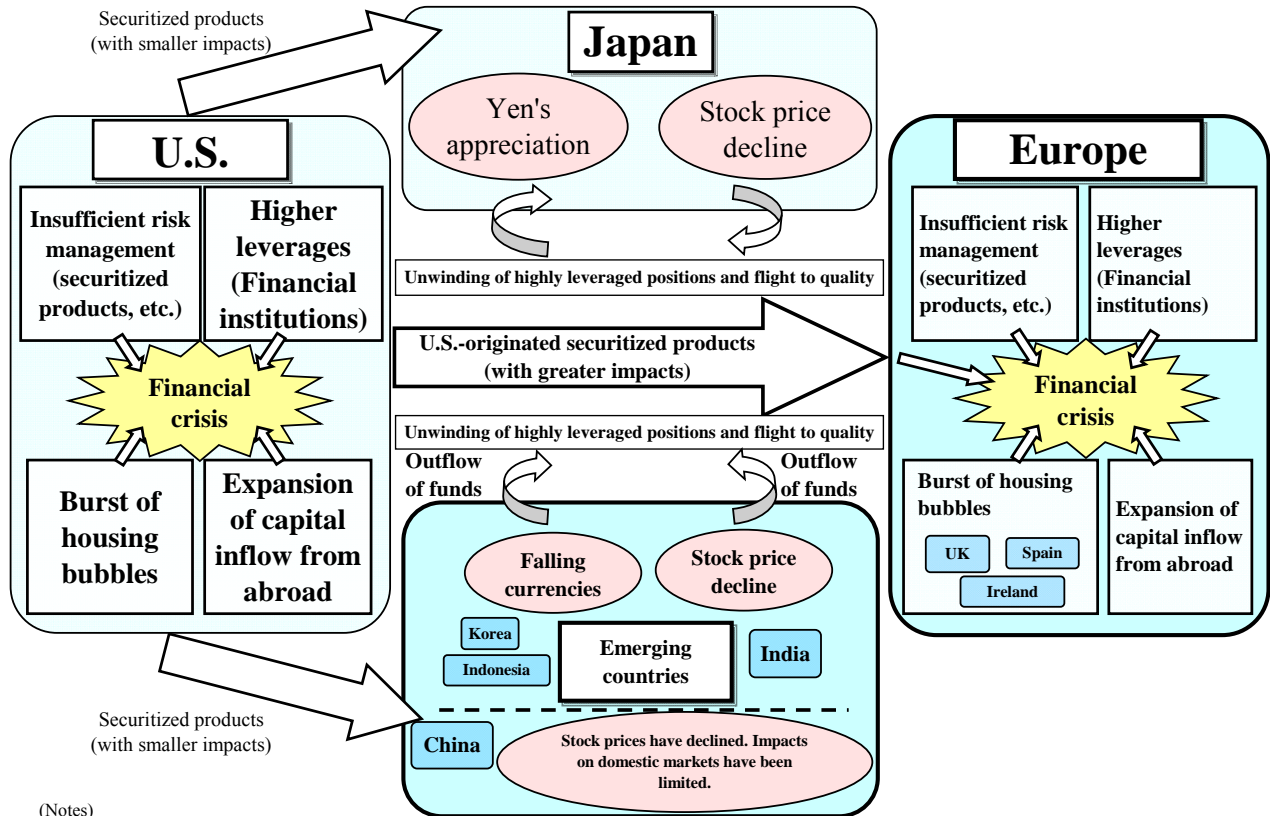 Securitized products
(with smaller impacts)
Japan
Yen's
appreciation
Stock price
decline
U.S.
Insufficient risk
management
(securitized
products, etc.)
Higher
leverages
(Financial
institutions)
Financial
crisis
Burst of
housing
bubbles
Expansion
of capital
inflow from
abroad
Unwinding of highly leveraged positions and flight to quality
U.S.-originated securitized products
(with greater impacts)
Unwinding of highly leveraged positions and flight to quality
Outflow
of funds
Outflow
of funds
Europe
Insufficient risk
management
(securitized
products, etc.)
Higher
leverages
(Financial
institutions)
Financial
crisis
Burst of housing
bubbles
UK
Spain
Ireland
Expansion of
capital inflow
from abroad
Falling
currencies
Stock price
decline
Korea
Indonesia
Emerging
countries
India
Securitized products
(with smaller impacts)
China
Stock prices have declined. Impacts
on domestic markets have been
limited.
(Notes)